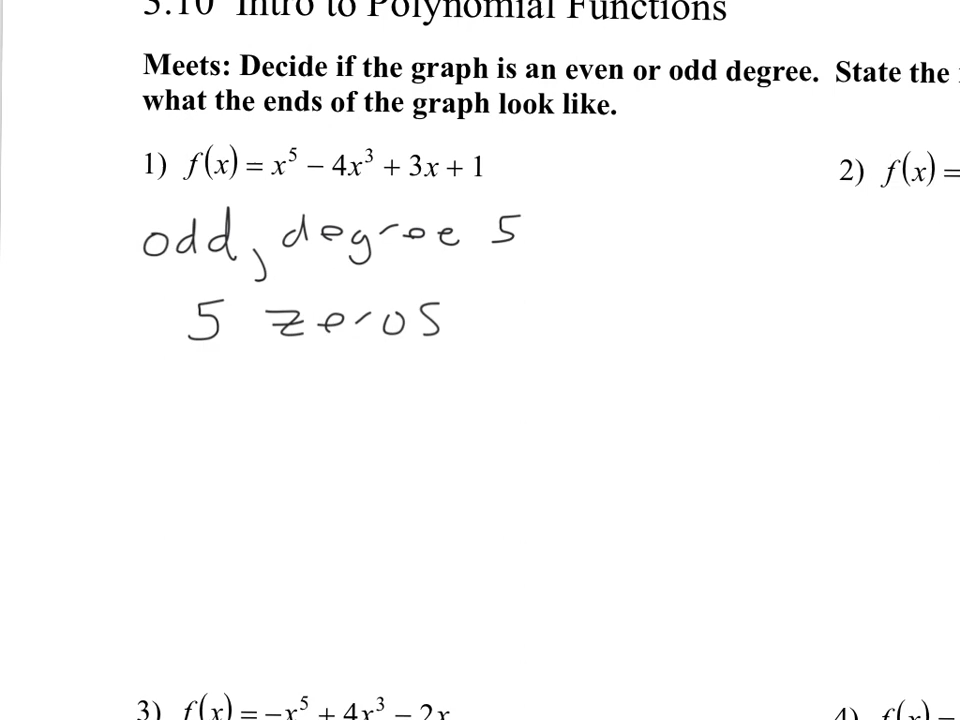 5.10 Intro to Polynomial Functions
Meets: Decide if the graph is an even or odd degree. State the
what the ends of the graph look like.
1) f(x) = x⁵ − 4x³ + 3x + 1
2) f(x) =
odd, degree 5
5 zeros
3) f(x) = −x⁵ + 4x³ − 2x
4) f(x) =